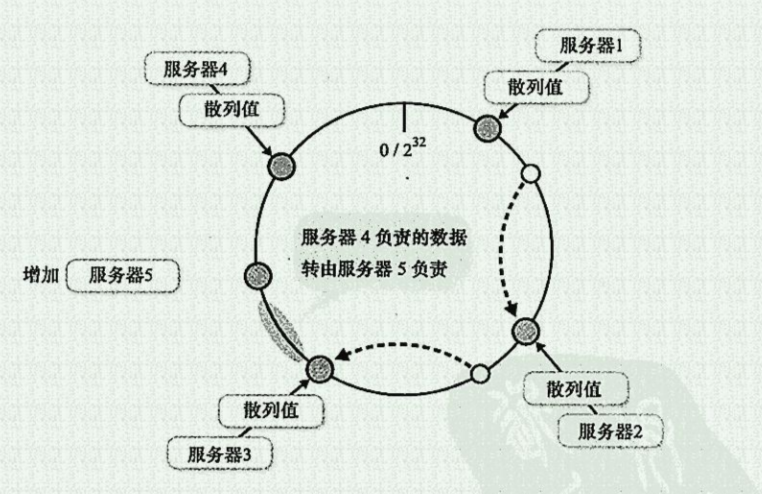 服务器1
散列值
服务器4
散列值
0 / 2³²
服务器 4 负责的数据
转由服务器 5 负责
增加 服务器5
散列值
服务器2
散列值
服务器3